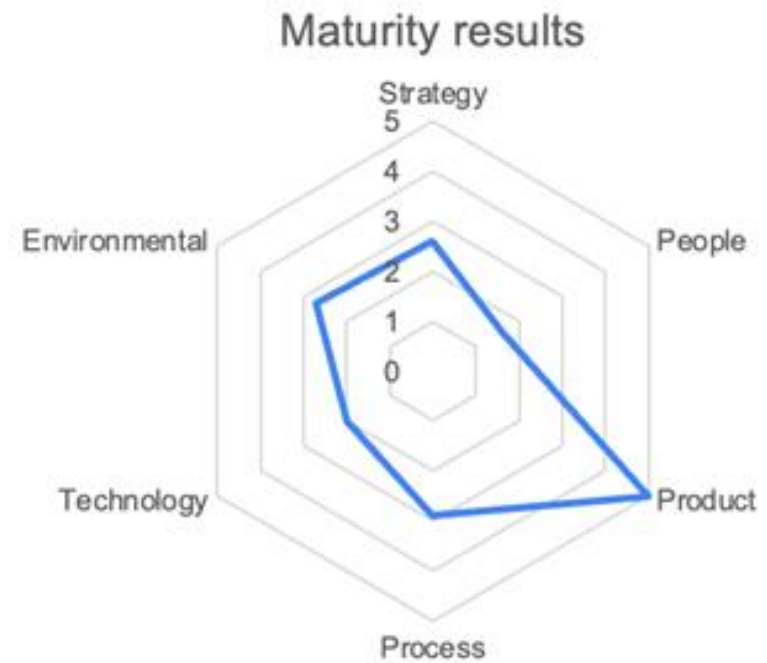 Maturity results
Strategy
5
4
3
2
1
0
Environmental
People
Technology
Product
Process